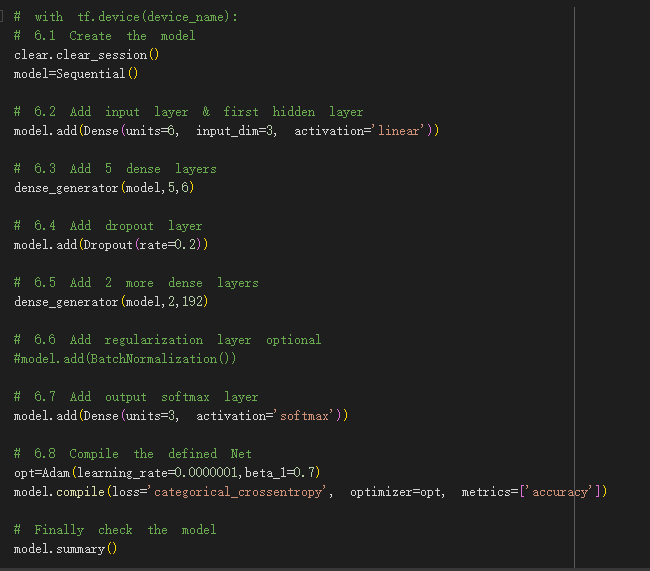 # with tf.device(device_name):
# 6.1 Create the model
clear.clear_session()
model=Sequential()
# 6.2 Add input layer & first hidden layer
model.add(Dense(units=6, input_dim=3, activation='linear'))
# 6.3 Add 5 dense layers
dense_generator(model,5,6)
# 6.4 Add dropout layer
model.add(Dropout(rate=0.2))
# 6.5 Add 2 more dense layers
dense_generator(model,2,192)
# 6.6 Add regularization layer optional
#model.add(BatchNormalization())
# 6.7 Add output softmax layer
model.add(Dense(units=3, activation='softmax'))
# 6.8 Compile the defined Net
opt=Adam(learning_rate=0.0000001,beta_1=0.7)
model.compile(loss='categorical_crossentropy', optimizer=opt, metrics=['accuracy'])
# Finally check the model
model.summary()